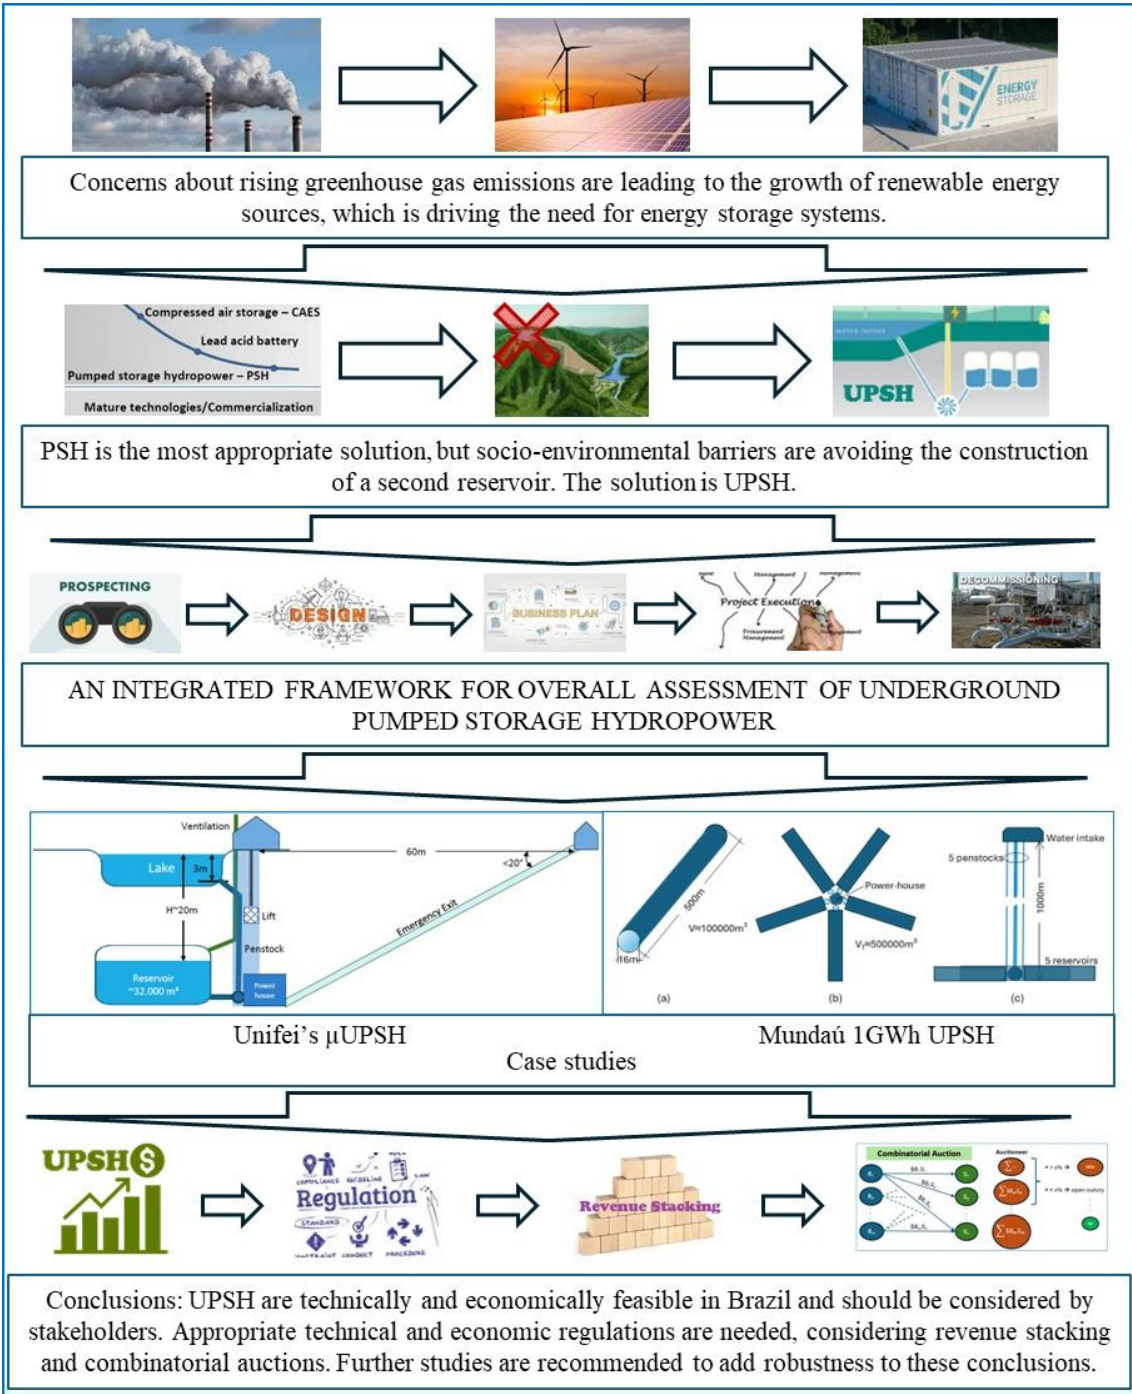 ENERGY
STORAGE
Concerns about rising greenhouse gas emissions are leading to the growth of renewable energy
sources, which is driving the need for energy storage systems.
Compressed air storage – CAES
Lead acid battery
Pumped storage hydropower – PSH
Mature technologies/Commercialization
WATER INTAKE
UPSH
PSH is the most appropriate solution, but socio-environmental barriers are avoiding the construction
of a second reservoir. The solution is UPSH.
PROSPECTING
DESIGN
BUSINESS PLAN
Management
Project Execution
Procurement
Management
DECOMMISSIONING
AN INTEGRATED FRAMEWORK FOR OVERALL ASSESSMENT OF UNDERGROUND
PUMPED STORAGE HYDROPOWER
Ventilation
Lake
3m
60m
<20°
H~20m
Lift
Emergency Exit
Penstock
Reservoir
~32,000 m³
Power
house
500m
V≈100000m³
16m
(a)
Power-house
Vₜ≈500000m³
(b)
Water intake
5 penstocks
1000m
5 reservoirs
(c)
Unifei's µUPSH
Mundaú 1GWh UPSH
Case studies
UPSH $
COMPLIANCE GUIDELINE LAW
Regulation
STANDARD
CONSTRAINT CONDUCT PROCEDURE
Revenue Stacking
Combinatorial Auction
Auctioneer
Conclusions: UPSH are technically and economically feasible in Brazil and should be considered by
stakeholders. Appropriate technical and economic regulations are needed, considering revenue stacking
and combinatorial auctions. Further studies are recommended to add robustness to these conclusions.